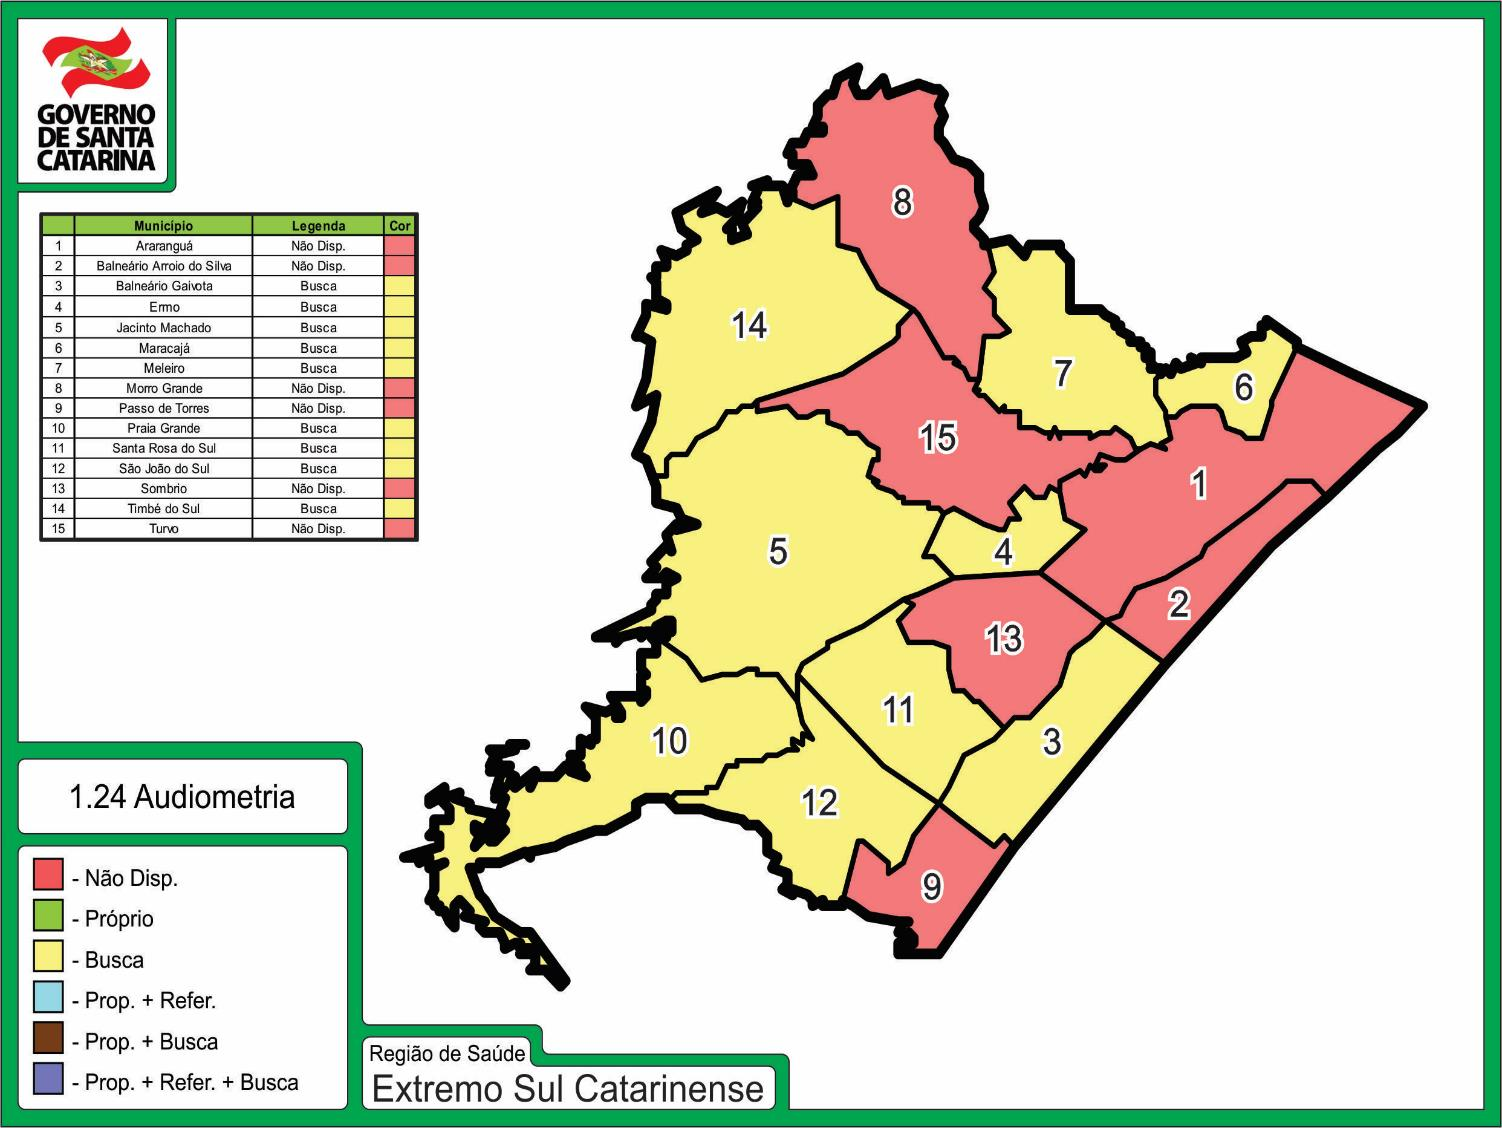 GOVERNO
DE SANTA
CATARINA
Município Legenda Cor
1 Araranguá Não Disp.
2 Balneário Arroio do Silva Não Disp.
3 Balneário Gaivota Busca
4 Ermo Busca
5 Jacinto Machado Busca
6 Maracajá Busca
7 Meleiro Busca
8 Morro Grande Não Disp.
9 Passo de Torres Não Disp.
10 Praia Grande Busca
11 Santa Rosa do Sul Busca
12 São João do Sul Busca
13 Sombrio Não Disp.
14 Timbé do Sul Busca
15 Turvo Não Disp.
8
14
7
6
15
1
5
4
2
13
11
10
3
12
9
1.24 Audiometria
- Não Disp.
- Próprio
- Busca
- Prop. + Refer.
- Prop. + Busca
- Prop. + Refer. + Busca
Região de Saúde
Extremo Sul Catarinense